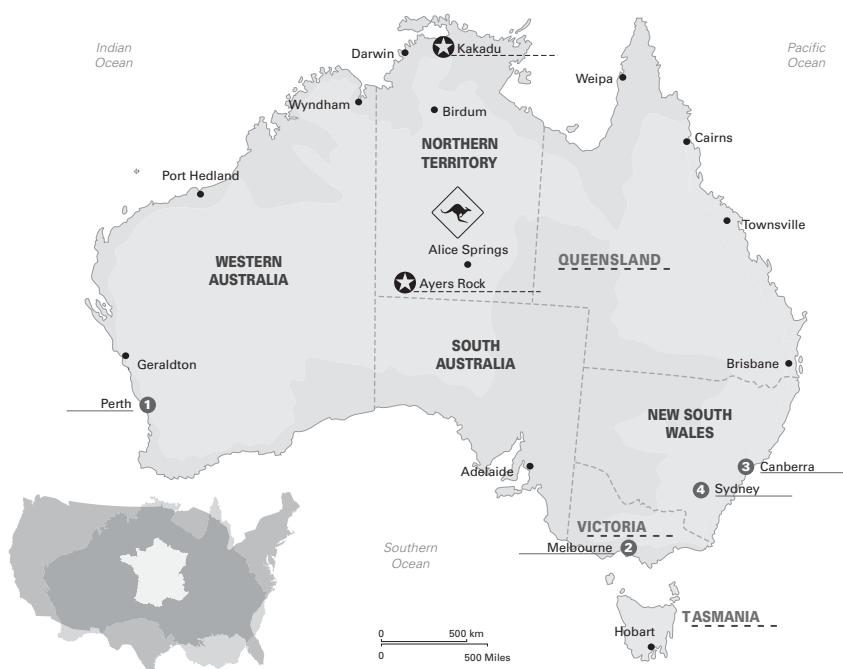 Indian
Ocean
Pacific
Ocean
Darwin
Kakadu
Weipa
Wyndham
Birdum
Cairns
NORTHERN
TERRITORY
Port Hedland
Townsville
Alice Springs
WESTERN
AUSTRALIA
QUEENSLAND
Ayers Rock
SOUTH
AUSTRALIA
Geraldton
Brisbane
Perth
1
NEW SOUTH
WALES
Adelaide
3
Canberra
4
Sydney
VICTORIA
Southern
Ocean
Melbourne
2
TASMANIA
Hobart
0
500 km
0
500 Miles